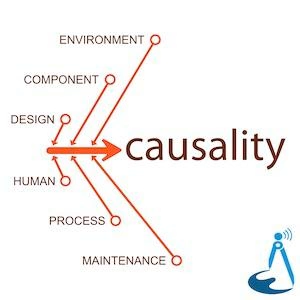 ENVIRONMENT
COMPONENT
DESIGN
causality
HUMAN
PROCESS
MAINTENANCE